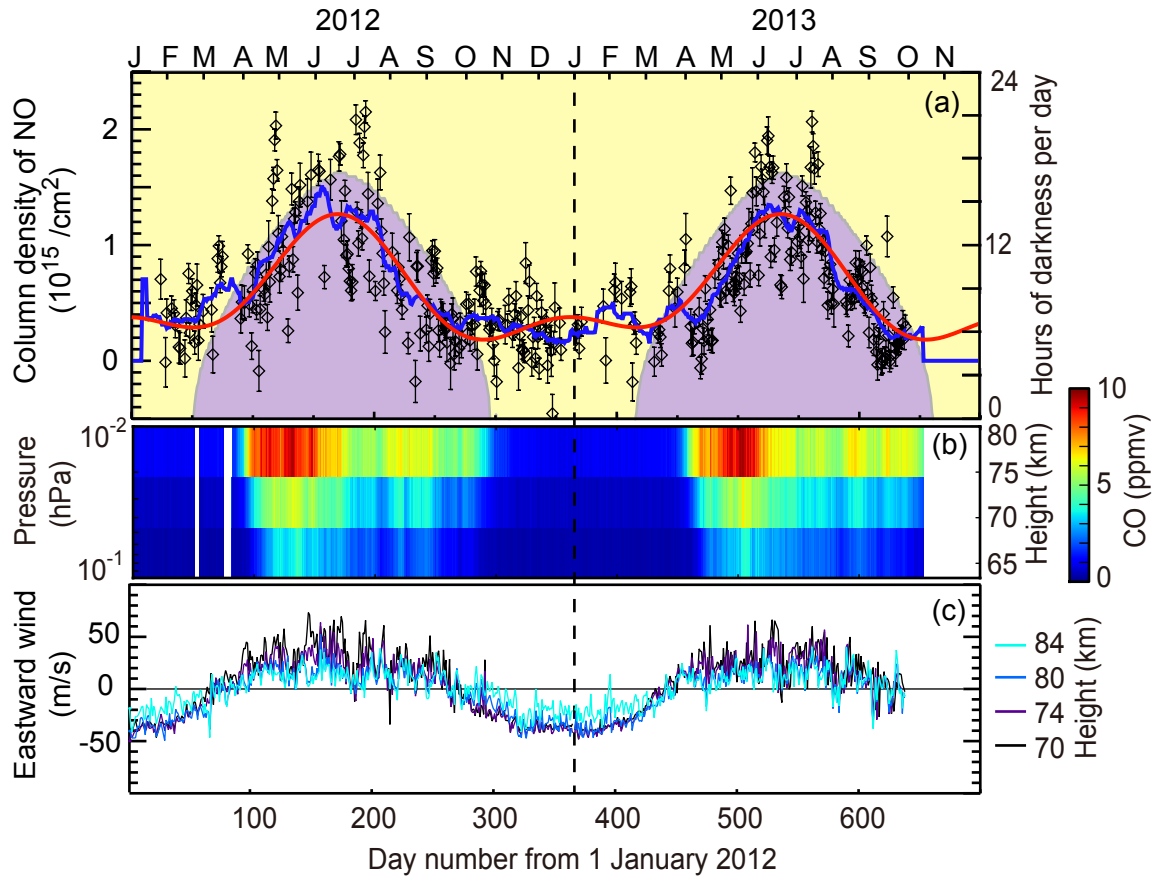 2012 2013
J F M A M J J A S O N D J F M A M J J A S O N
(a)
Column density of NO
(10^15 /cm^2)
2
1
0
24
12
0
Hours of darkness per day
(b)
Pressure
(hPa)
10^-2
10^-1
80
75
70
65
Height (km)
10
5
0
CO (ppmv)
(c)
Eastward wind
(m/s)
50
0
-50
84
80
74
70
Height (km)
100 200 300 400 500 600
Day number from 1 January 2012